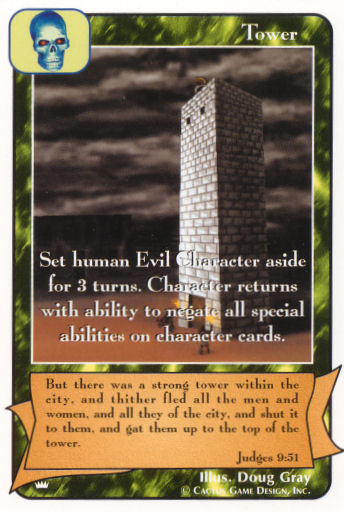 Tower
Set human Evil Character aside
for 3 turns. Character returns
with ability to negate all special
abilities on character cards.
But there was a strong tower within the
city, and thither fled all the men and
women, and all they of the city, and shut it
to them, and gat them up to the top of the
tower.
Judges 9:51
Illus. Doug Gray
© Cactus Game Design, Inc.